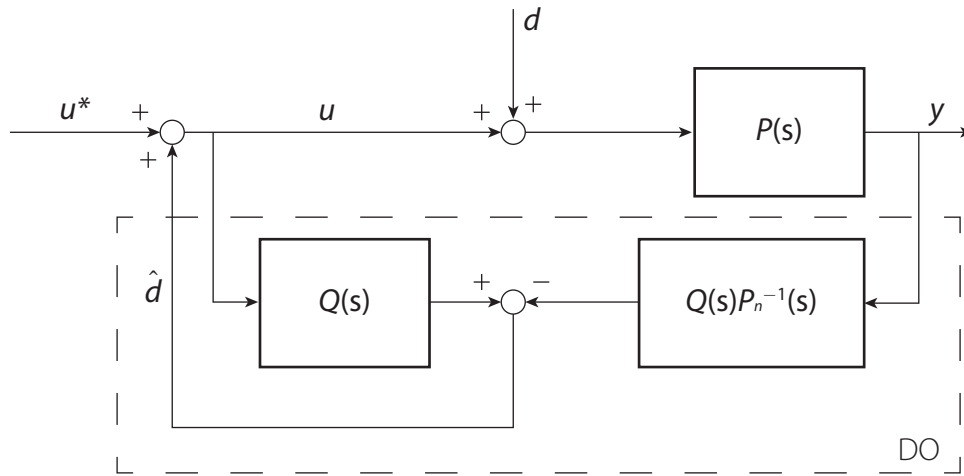 d
u*
+
+
u
+
+
P(s)
y
d̂
Q(s)
+
−
Q(s)Pₙ⁻¹(s)
+
DO